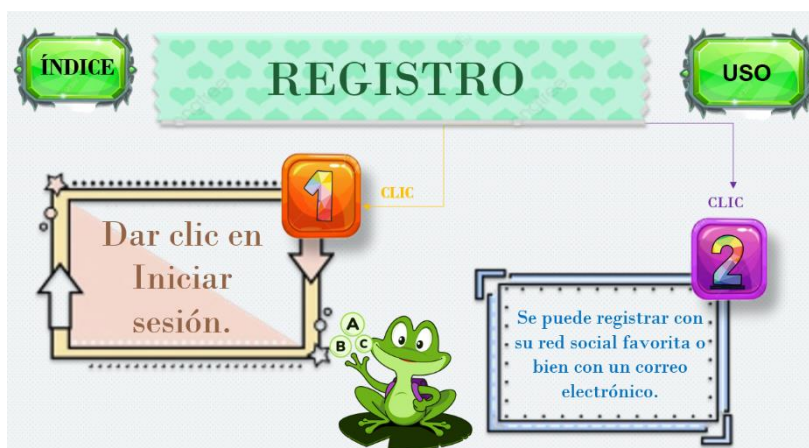 ÍNDICE
REGISTRO
USO
1
CLIC
Dar clic en
Iniciar
sesión.
CLIC
2
Se puede registrar con
su red social favorita o
bien con un correo
electrónico.
A
B
C